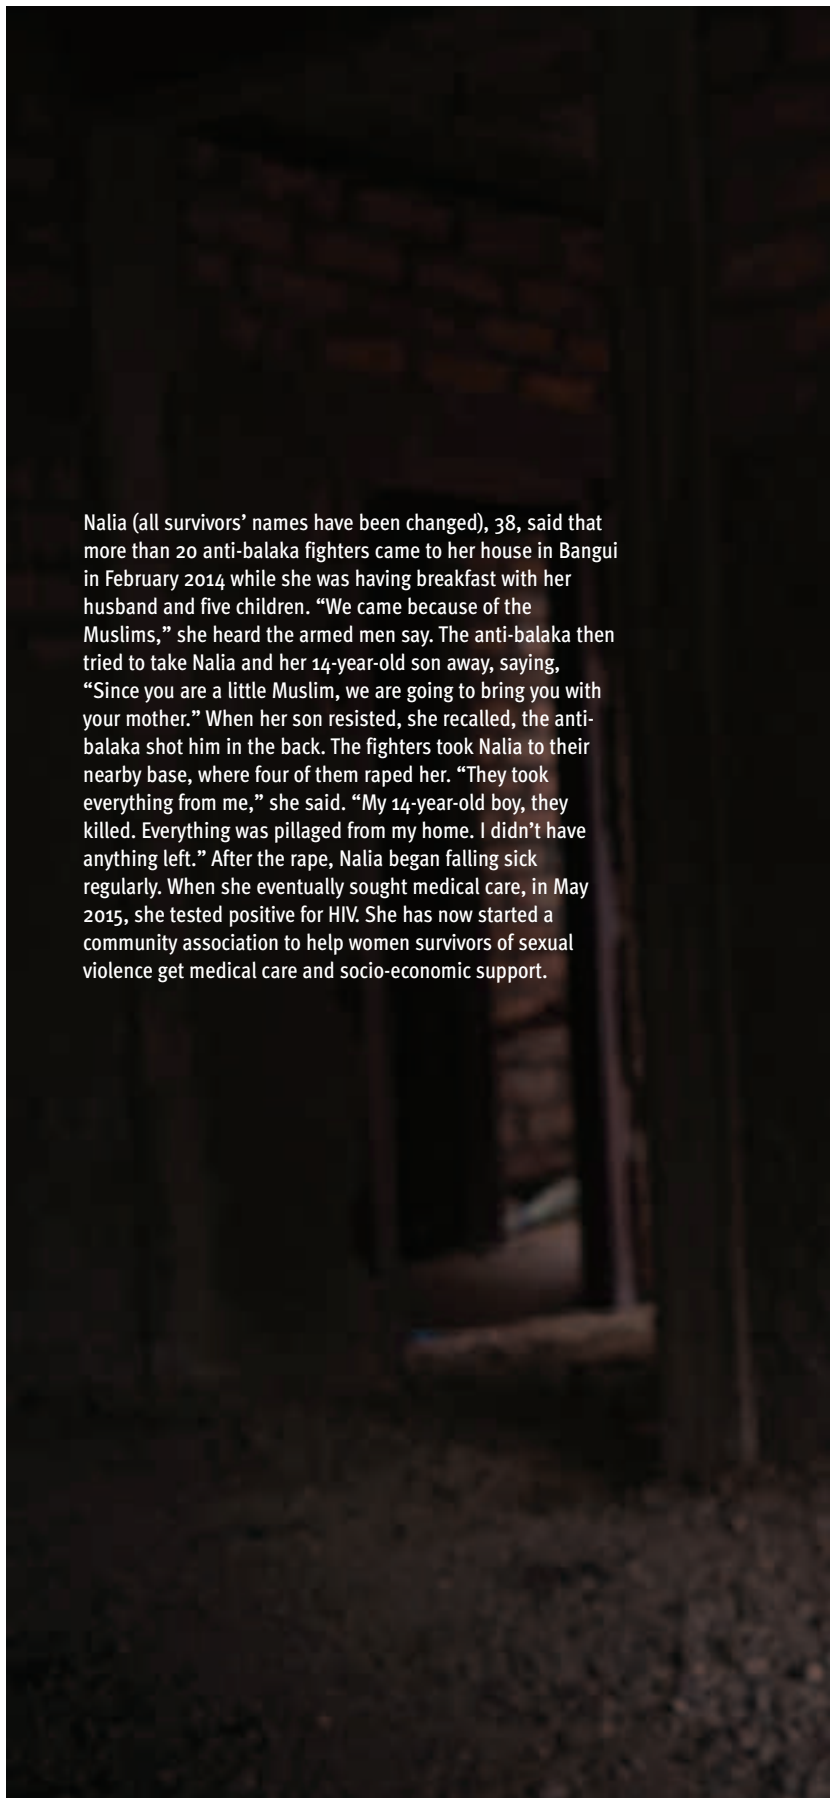 Nalia (all survivors’ names have been changed), 38, said that
more than 20 anti-balaka fighters came to her house in Bangui
in February 2014 while she was having breakfast with her
husband and five children. “We came because of the
Muslims,” she heard the armed men say. The anti-balaka then
tried to take Nalia and her 14-year-old son away, saying,
“Since you are a little Muslim, we are going to bring you with
your mother.” When her son resisted, she recalled, the anti-
balaka shot him in the back. The fighters took Nalia to their
nearby base, where four of them raped her. “They took
everything from me,” she said. “My 14-year-old boy, they
killed. Everything was pillaged from my home. I didn’t have
anything left.” After the rape, Nalia began falling sick
regularly. When she eventually sought medical care, in May
2015, she tested positive for HIV. She has now started a
community association to help women survivors of sexual
violence get medical care and socio-economic support.